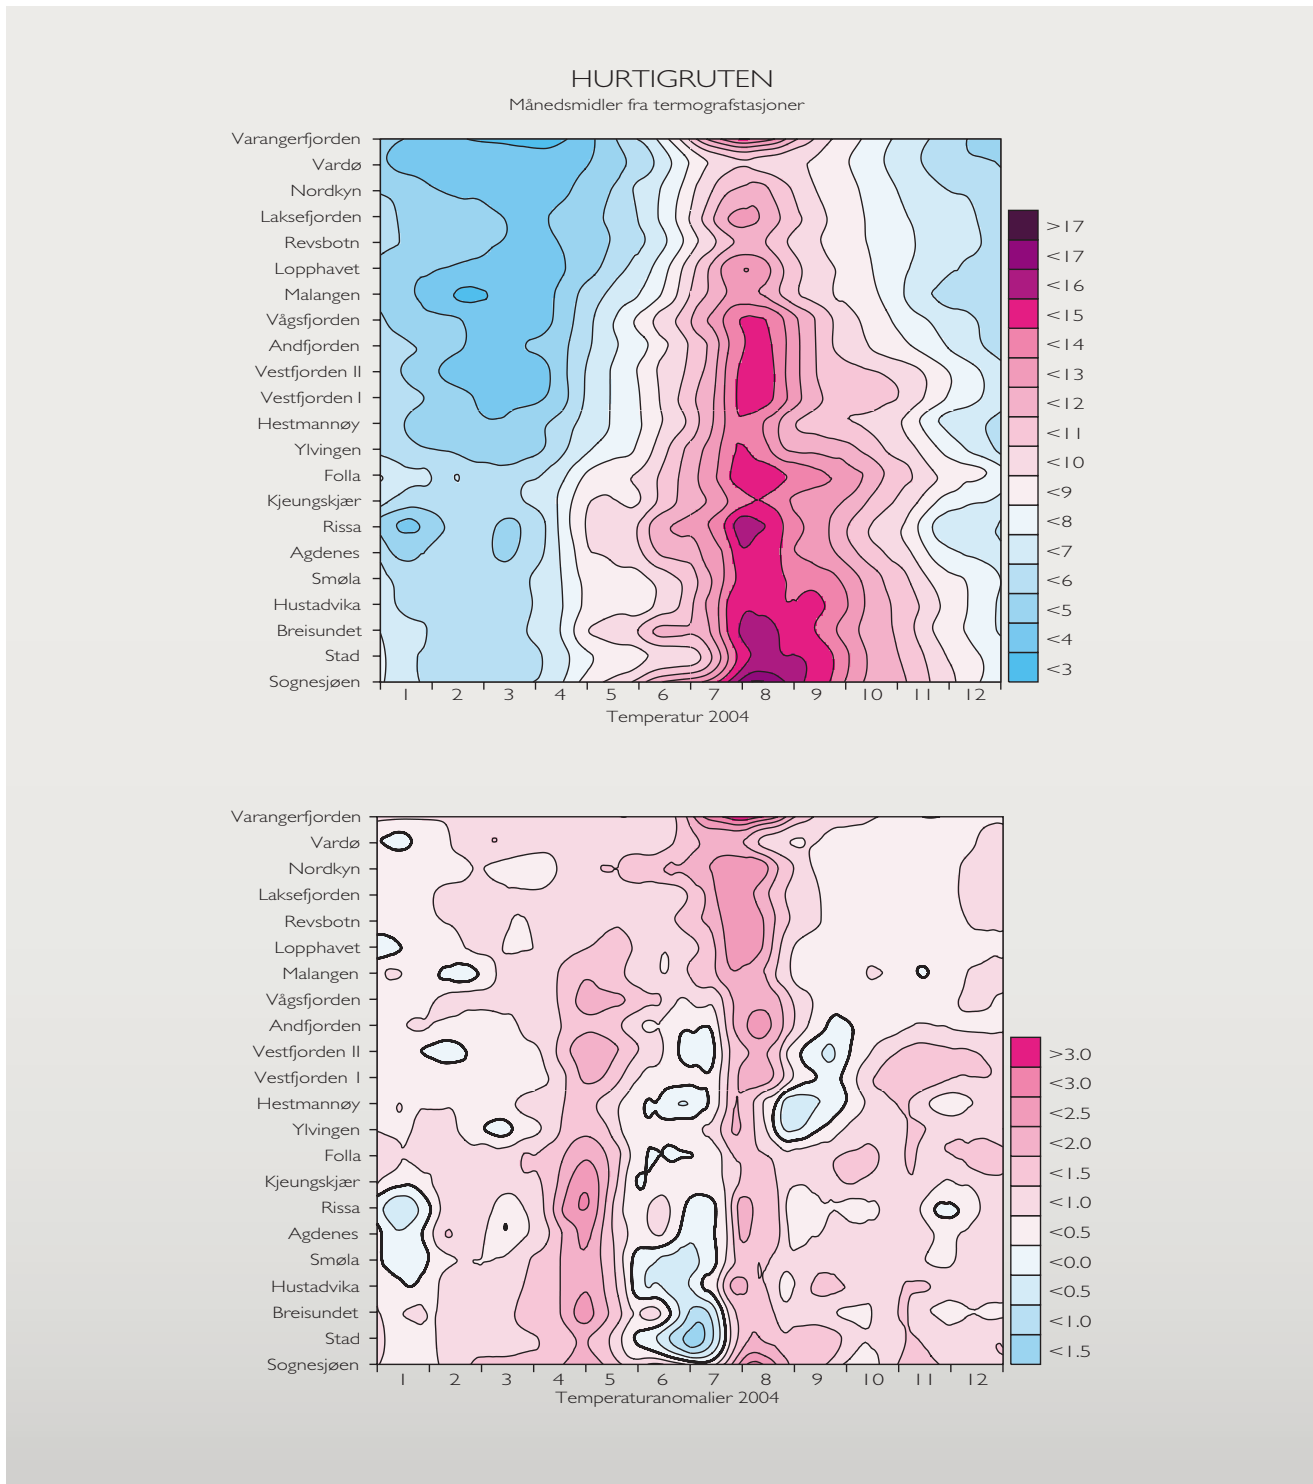 HURTIGRUTEN
Månedsmidler fra termografstasjoner
Varangerfjorden
Vardø
Nordkyn
Laksefjorden
Revsbotn
Lopphavet
Malangen
Vågsfjorden
Andfjorden
Vestfjorden II
Vestfjorden I
Hestmannøy
Ylvingen
Folla
Kjeungskjær
Rissa
Agdenes
Smøla
Hustadvika
Breisundet
Stad
Sognesjøen
1 2 3 4 5 6 7 8 9 10 11 12
Temperatur 2004
>17
<17
<16
<15
<14
<13
<12
<11
<10
<9
<8
<7
<6
<5
<4
<3
Varangerfjorden
Vardø
Nordkyn
Laksefjorden
Revsbotn
Lopphavet
Malangen
Vågsfjorden
Andfjorden
Vestfjorden II
Vestfjorden I
Hestmannøy
Ylvingen
Folla
Kjeungskjær
Rissa
Agdenes
Smøla
Hustadvika
Breisundet
Stad
Sognesjøen
1 2 3 4 5 6 7 8 9 10 11 12
Temperaturanomalier 2004
>3.0
<3.0
<2.5
<2.0
<1.5
<1.0
<0.5
<0.0
<0.5
<1.0
<1.5